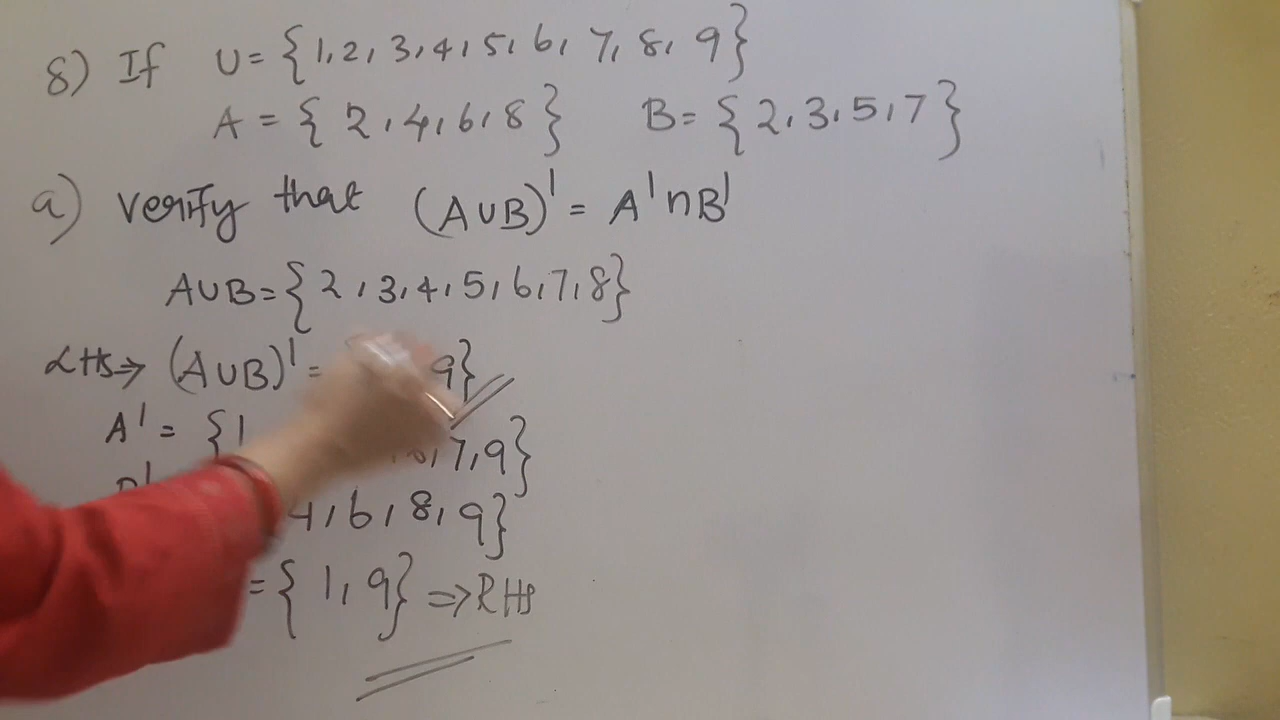 8) If U = {1, 2, 3, 4, 5, 6, 7, 8, 9}
A = {2, 4, 6, 8} B = {2, 3, 5, 7}
a) Verify that (A∪B)' = A'∩B'
A∪B = {2, 3, 4, 5, 6, 7, 8}
LHS ⇒ (A∪B)' = 9}
A' = {1 , 7, 9}
4, 6, 8, 9}
= {1, 9} ⇒ RHS